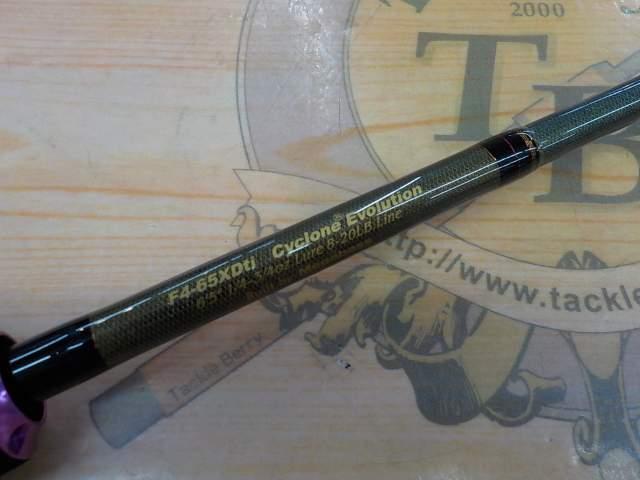 2000
TB
F4-65XDti Cyclone® Evolution
6'5" 1/4-3/4oz Lure 8-20LB Line
http://www.tackle
Tackle Berry